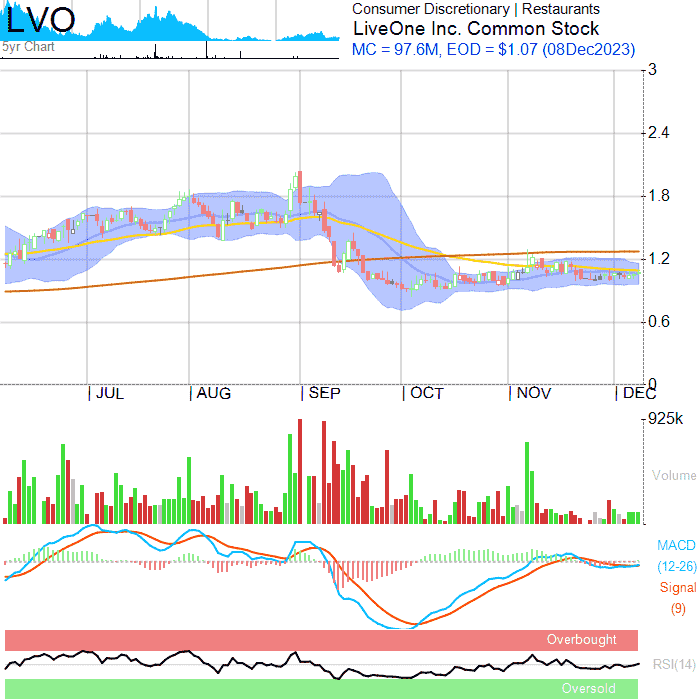 LVO
5yr Chart
Consumer Discretionary | Restaurants
LiveOne Inc. Common Stock
MC = 97.6M, EOD = $1.07 (08Dec2023)
3
2.4
1.8
1.2
0.6
0
JUL AUG SEP OCT NOV DEC
925k
Volume
MACD
(12-26)
Signal
(9)
Overbought
RSI(14)
Oversold